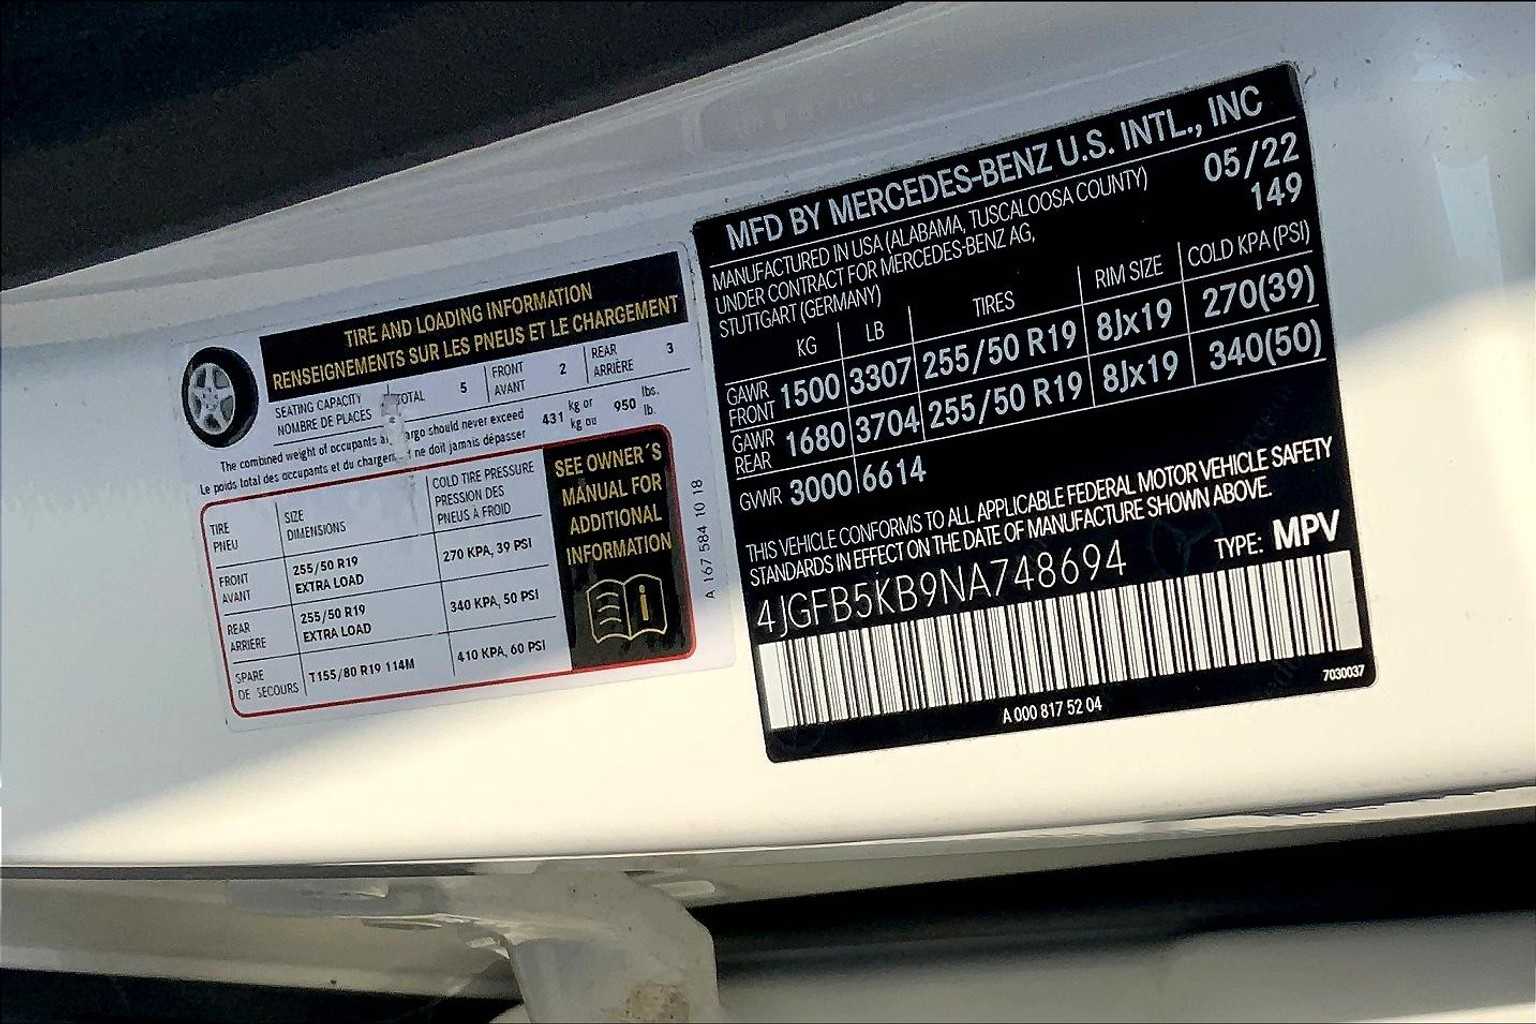 TIRE AND LOADING INFORMATION
RENSEIGNEMENTS SUR LES PNEUS ET LE CHARGEMENT
SEATING CAPACITY TOTAL 5 FRONT 2 REAR 3
NOMBRE DE PLACES AVANT ARRIÈRE
The combined weight of occupants and cargo should never exceed 431 kg or 950 lbs.
Le poids total des occupants et du chargement ne doit jamais dépasser kg ou lb.
TIRE SIZE COLD TIRE PRESSURE
PNEU DIMENSIONS PRESSION DES
PNEUS À FROID
FRONT 255/50 R19 270 KPA, 39 PSI
AVANT EXTRA LOAD
REAR 255/50 R19 340 KPA, 50 PSI
ARRIERE EXTRA LOAD
SPARE T155/80 R19 114M 410 KPA, 60 PSI
DE SECOURS
SEE OWNER´S
MANUAL FOR
ADDITIONAL
INFORMATION
i
A 167 584 10 18
MFD BY MERCEDES-BENZ U.S. INTL., INC
MANUFACTURED IN USA (ALABAMA, TUSCALOOSA COUNTY) 05/22
UNDER CONTRACT FOR MERCEDES-BENZ AG, 149
STUTTGART (GERMANY)
KG LB TIRES RIM SIZE COLD KPA (PSI)
GAWR FRONT 1500 3307 255/50 R19 8Jx19 270(39)
GAWR REAR 1680 3704 255/50 R19 8Jx19 340(50)
GVWR 3000 6614
THIS VEHICLE CONFORMS TO ALL APPLICABLE FEDERAL MOTOR VEHICLE SAFETY
STANDARDS IN EFFECT ON THE DATE OF MANUFACTURE SHOWN ABOVE.
4JGFB5KB9NA748694 TYPE: MPV
A 000 817 52 04
7030037